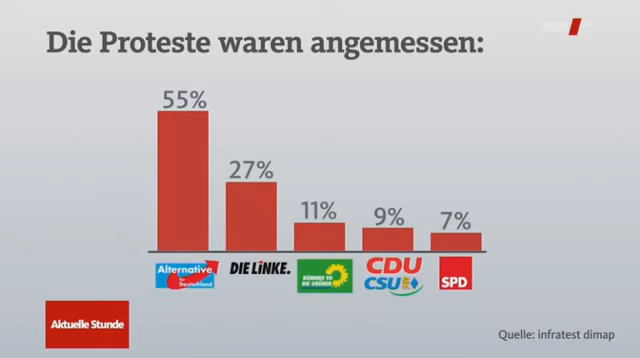 Die Proteste waren angemessen:
55%
27%
11%
9%
7%
Alternative
für
Deutschland
DIE LINKE.
BÜNDNIS 90
DIE GRÜNEN
CDU
CSU
SPD
Aktuelle Stunde
Quelle: infratest dimap